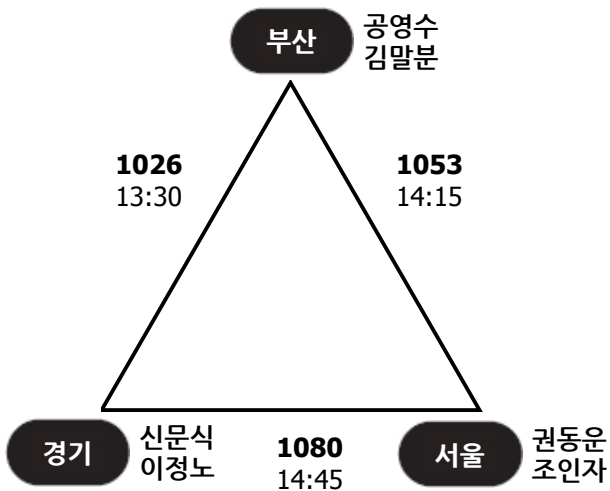 부산
공영수
김말분
1026
13:30
1053
14:15
경기
신문식
이정노
1080
14:45
서울
권동운
조인자